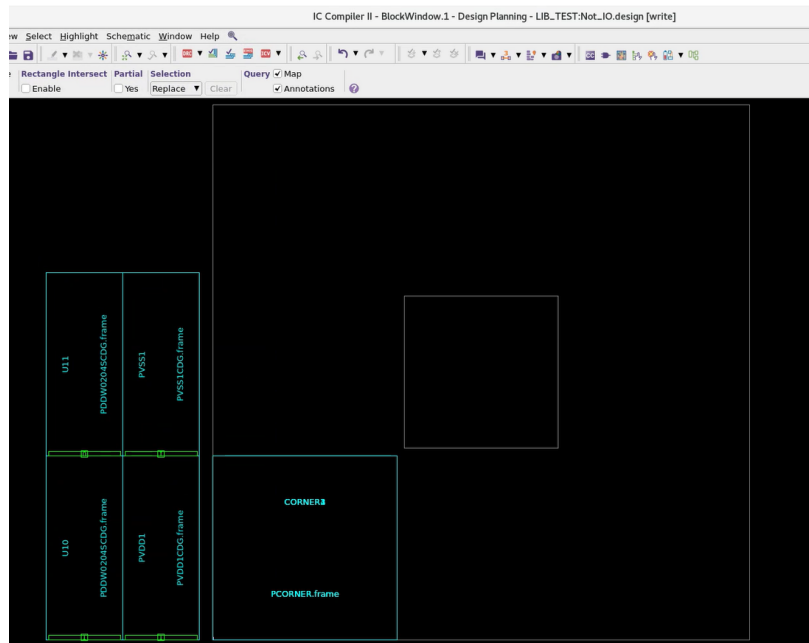 IC Compiler II - BlockWindow.1 - Design Planning - LIB_TEST:Not_IO.design [write]
ew Select Highlight Schematic Window Help
e Rectangle Intersect Partial Selection Query Map
Enable Yes Replace Clear Annotations
U11
PDDW0204SCDG.frame
PVSS1
PVSS1CDG.frame
U10
PDDW0204SCDG.frame
PVDD1
PVDD1CDG.frame
PCORNER.frame